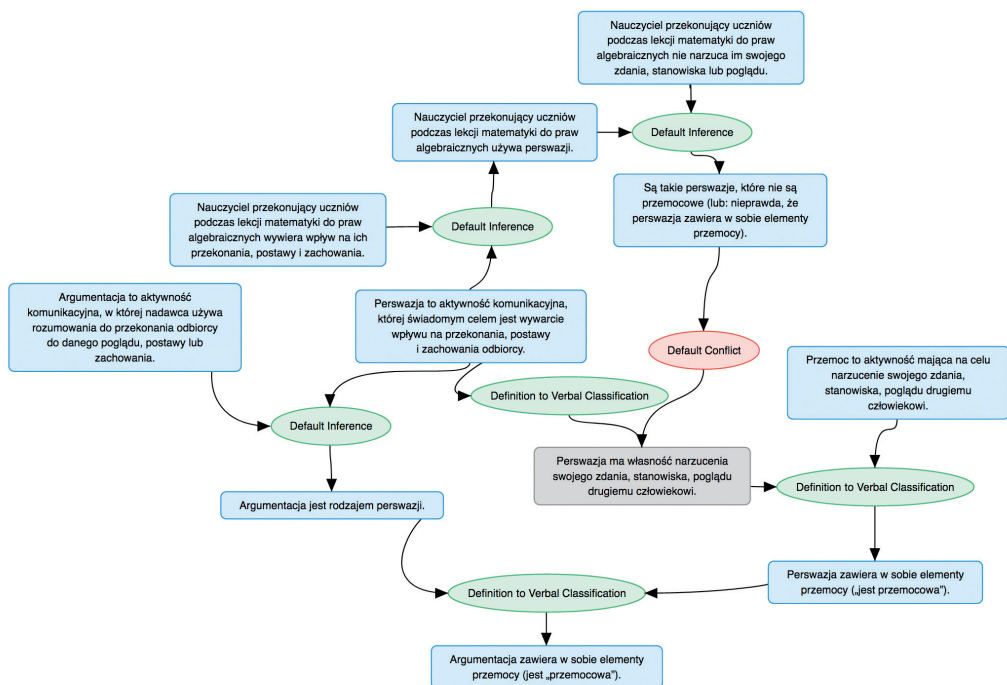 Nauczyciel przekonujący uczniów
podczas lekcji matematyki do praw
algebraicznych nie narzuca im swojego
zdania, stanowiska lub poglądu.
Nauczyciel przekonujący uczniów
podczas lekcji matematyki do praw
algebraicznych używa perswazji.
Default Inference
Są takie perswazje, które nie są
przemocowe (lub: nieprawda, że
perswazja zawiera w sobie elementy
przemocy).
Nauczyciel przekonujący uczniów
podczas lekcji matematyki do praw
algebraicznych wywiera wpływ na ich
przekonania, postawy i zachowania.
Default Inference
Argumentacja to aktywność
komunikacyjna, w której nadawca używa
rozumowania do przekonania odbiorcy
do danego poglądu, postawy lub
zachowania.
Perswazja to aktywność komunikacyjna,
której świadomym celem jest wywarcie
wpływu na przekonania, postawy
i zachowania odbiorcy.
Default Conflict
Przemoc to aktywność mająca na celu
narzucenie swojego zdania,
stanowiska, poglądu drugiemu
człowiekowi.
Definition to Verbal Classification
Default Inference
Perswazja ma własność narzucenia
swojego zdania, stanowiska, poglądu
drugiemu człowiekowi.
Definition to Verbal Classification
Argumentacja jest rodzajem perswazji.
Perswazja zawiera w sobie elementy
przemocy („jest przemocowa”).
Definition to Verbal Classification
Argumentacja zawiera w sobie elementy
przemocy (jest „przemocowa”).